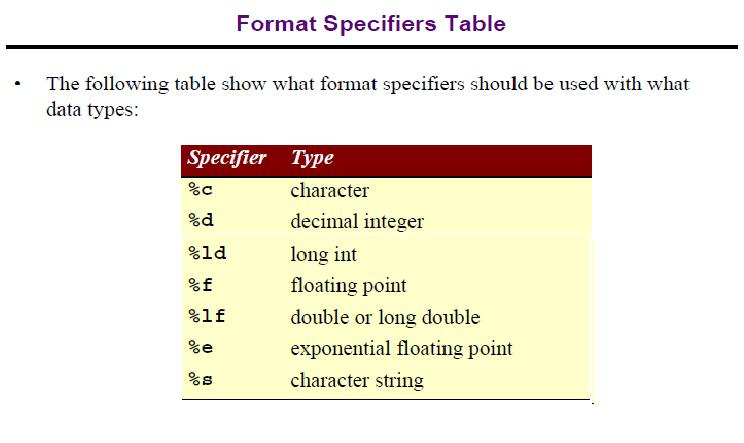 Format Specifiers Table
• The following table show what format specifiers should be used with what
data types:
Specifier Type
%c character
%d decimal integer
%ld long int
%f floating point
%lf double or long double
%e exponential floating point
%s character string